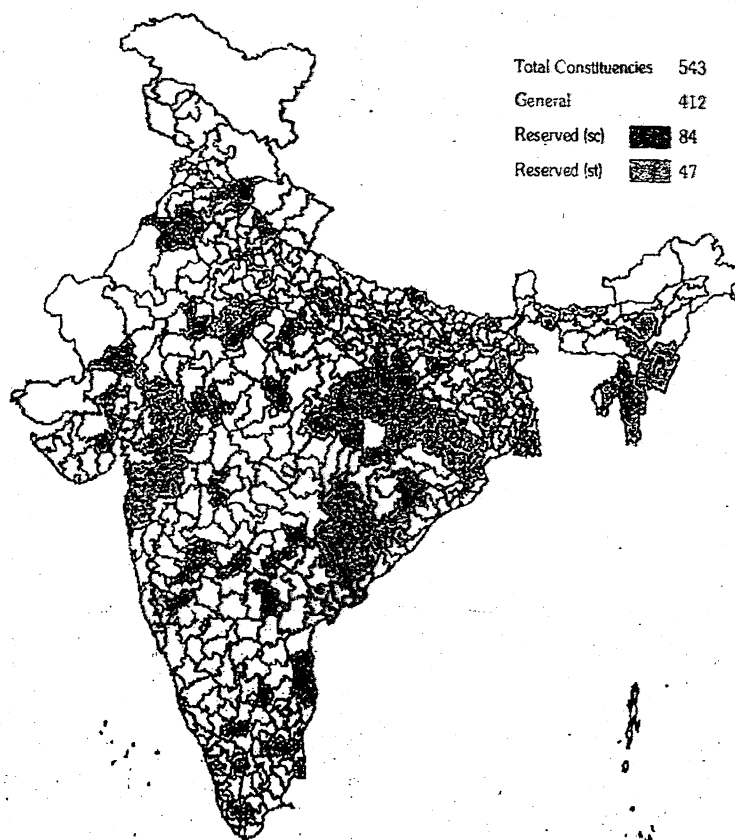 Total Constituencies 543
General 412
Reserved (sc) 84
Reserved (st) 47